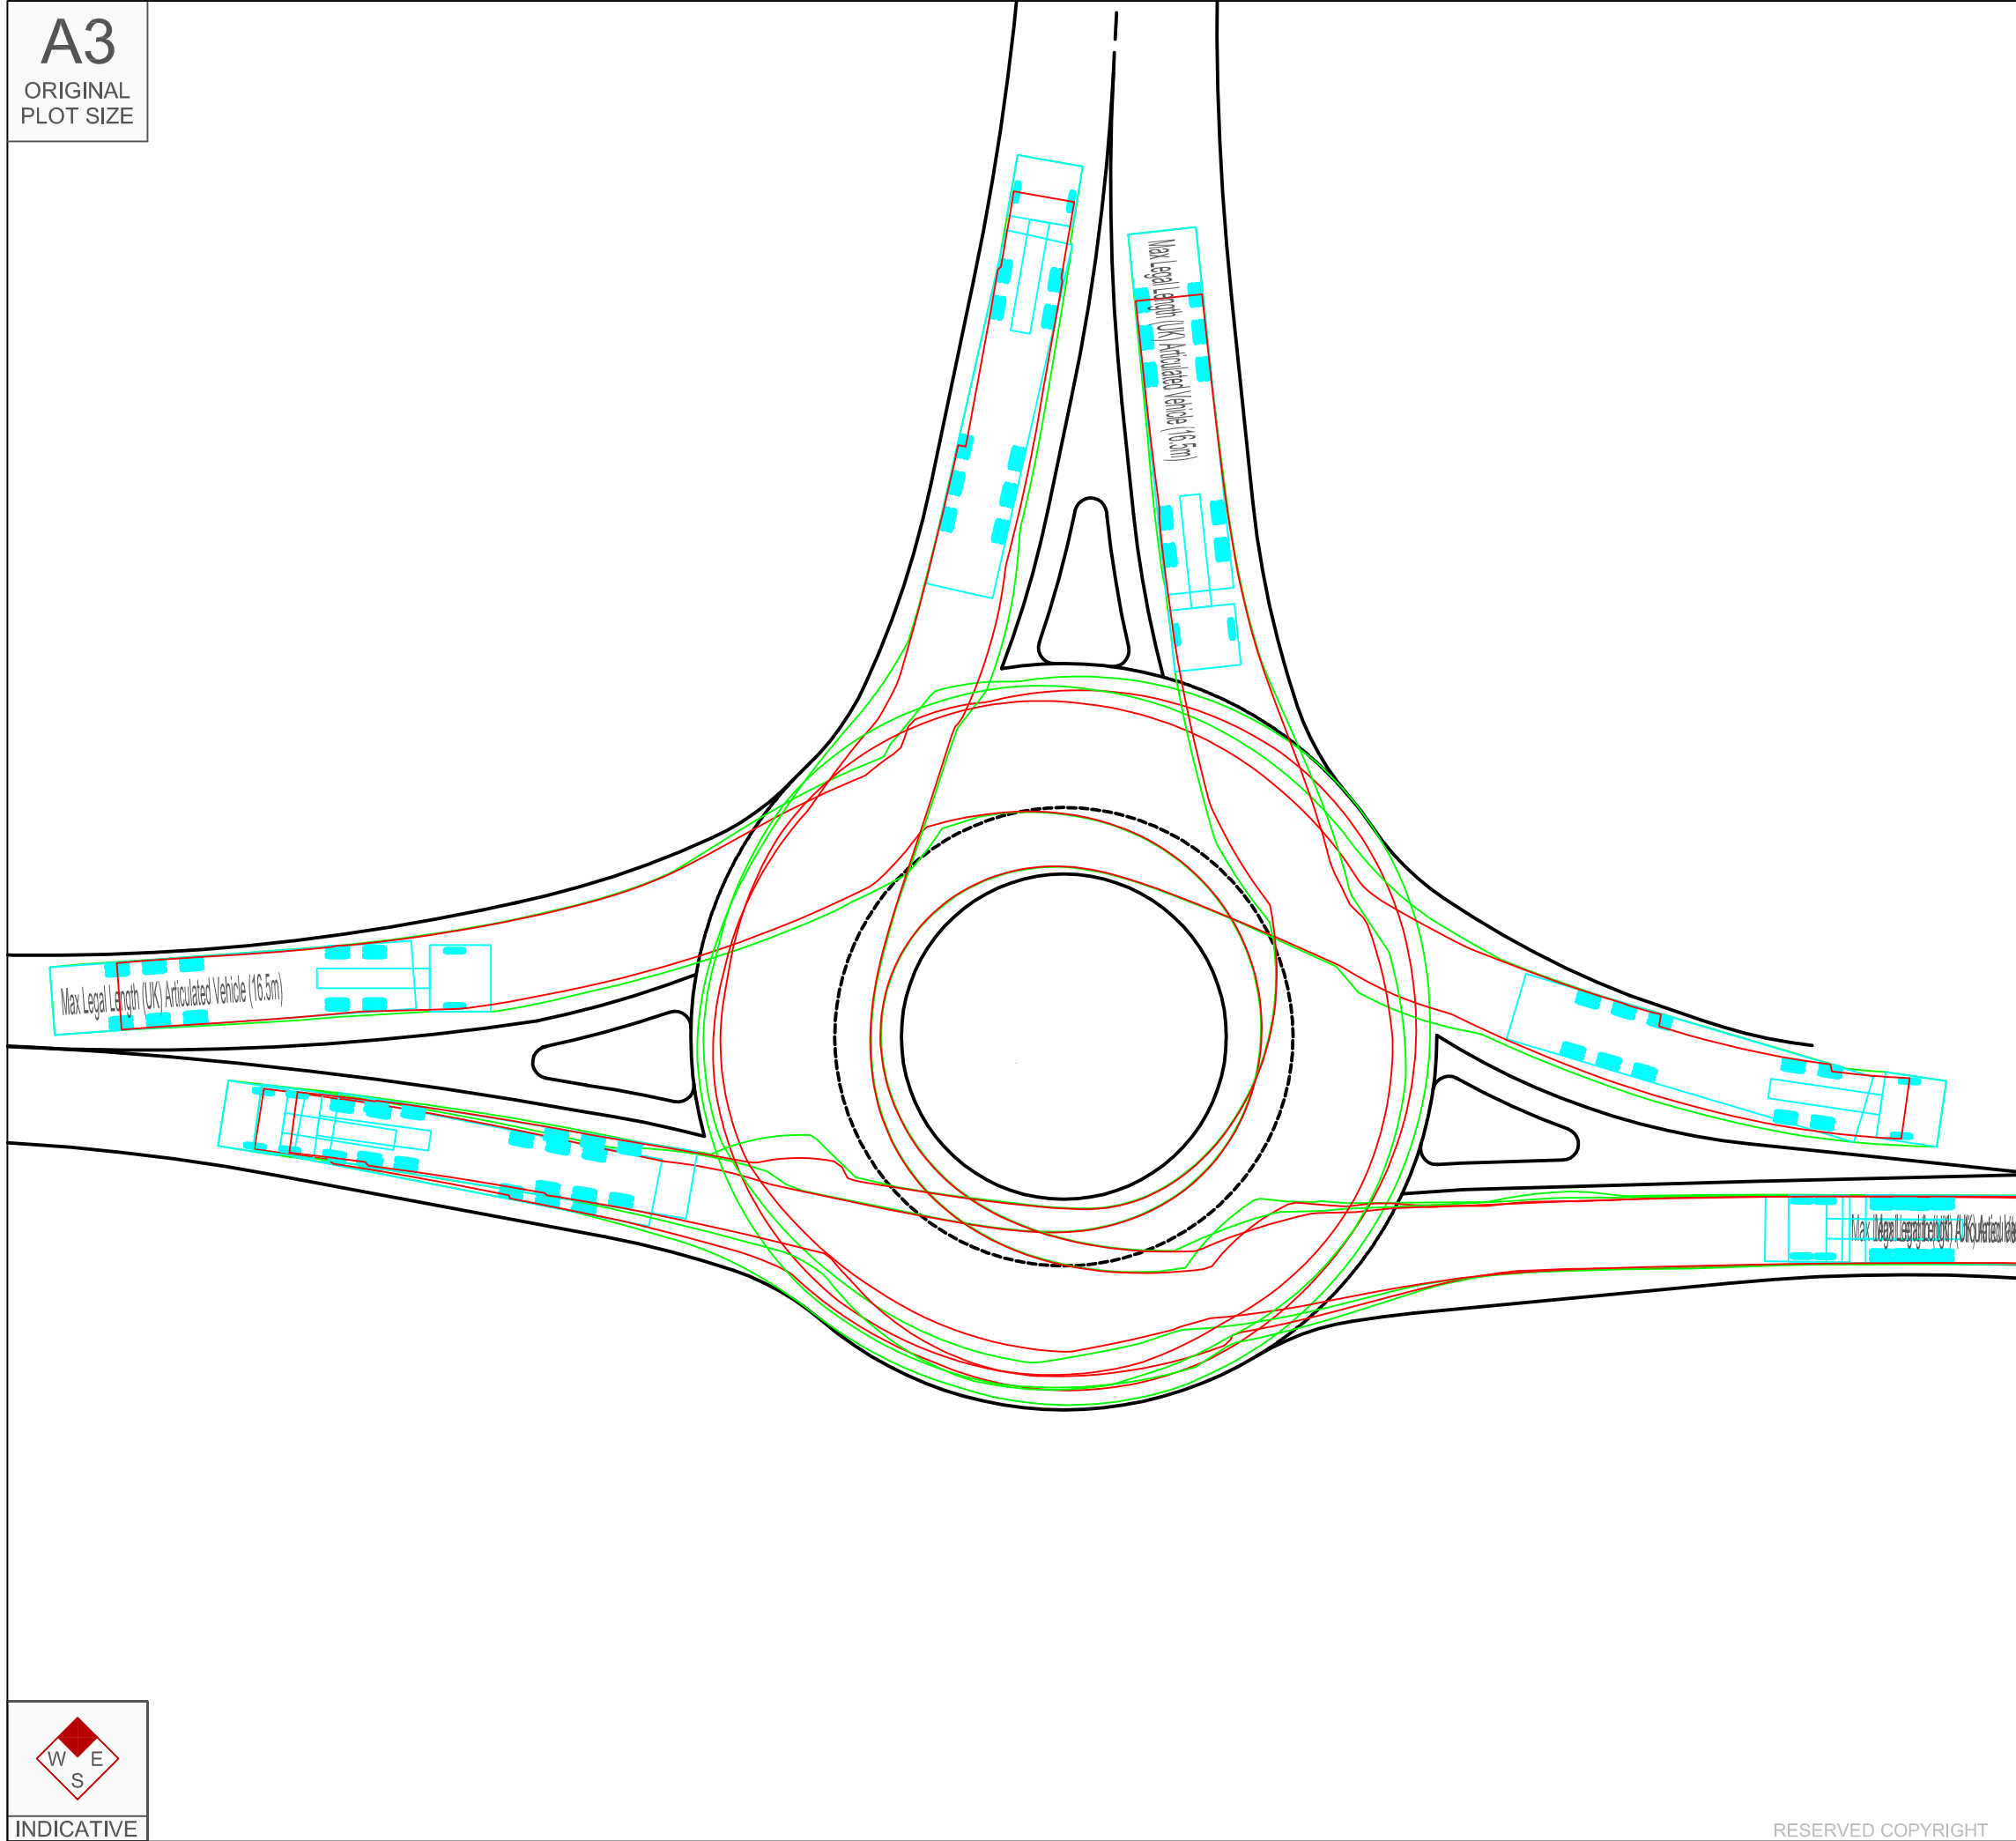 A3
ORIGINAL
PLOT SIZE
Max Legal Length (UK) Articulated Vehicle (16.5m)
Max Legal Length (UK) Articulated Vehicle (16.5m)
W E
S
INDICATIVE
RESERVED COPYRIGHT